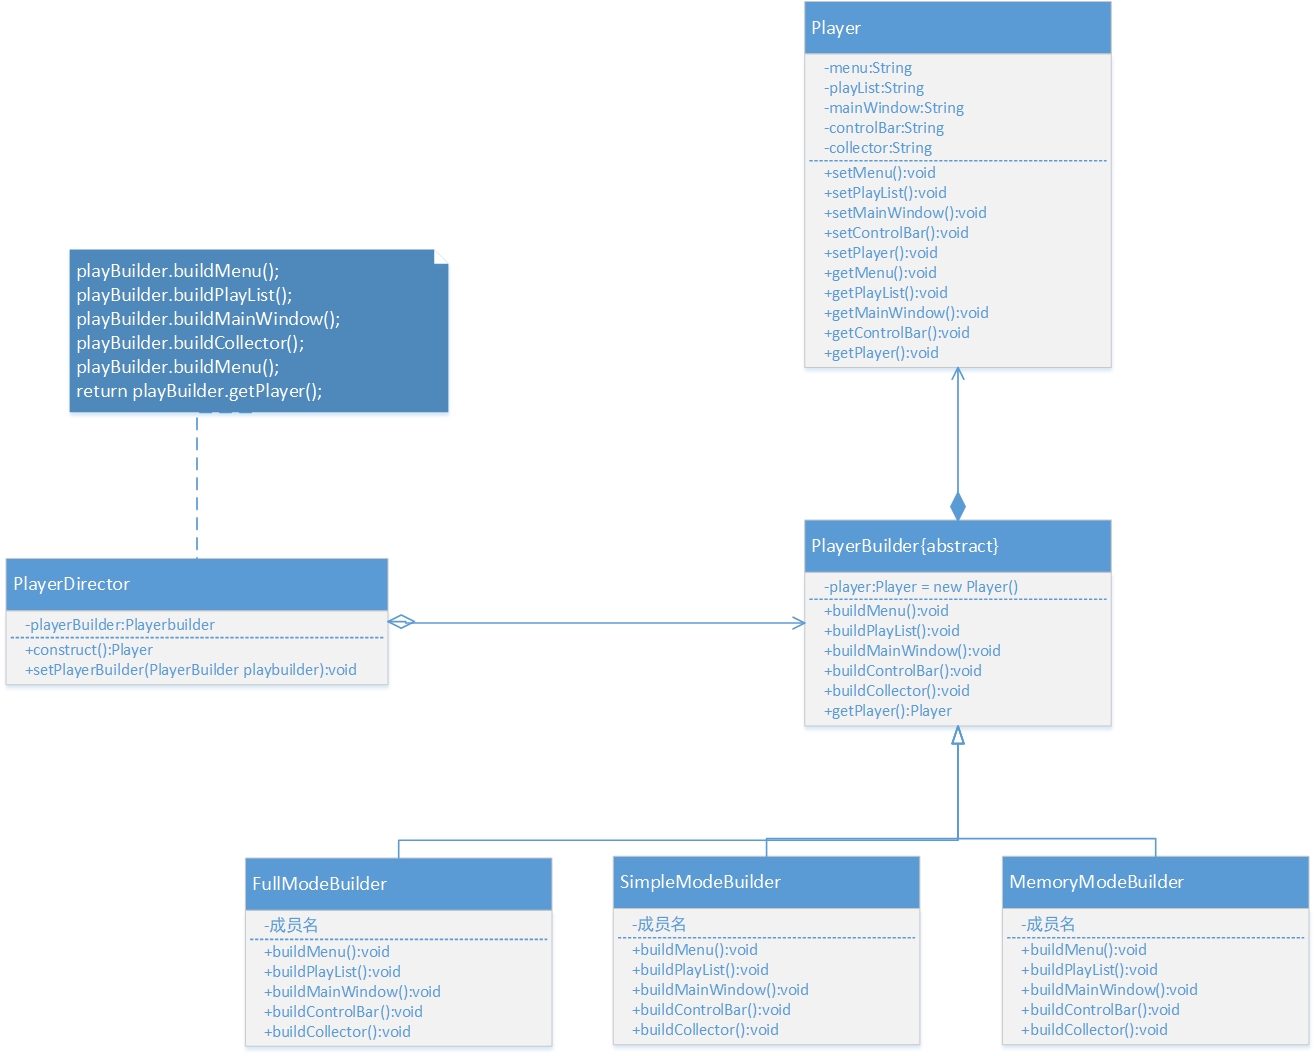 Player
-menu:String
-playList:String
-mainWindow:String
-controlBar:String
-collector:String
+setMenu():void
+setPlayList():void
+setMainWindow():void
+setControlBar():void
+setPlayer():void
+getMenu():void
+getPlayList():void
+getMainWindow():void
+getControlBar():void
+getPlayer():void
playBuilder.buildMenu();
playBuilder.buildPlayList();
playBuilder.buildMainWindow();
playBuilder.buildCollector();
playBuilder.buildMenu();
return playBuilder.getPlayer();
PlayerDirector
-playerBuilder:Playerbuilder
+construct():Player
+setPlayerBuilder(PlayerBuilder playbuilder):void
PlayerBuilder{abstract}
-player:Player = new Player()
+buildMenu():void
+buildPlayList():void
+buildMainWindow():void
+buildControlBar():void
+buildCollector():void
+getPlayer():Player
FullModeBuilder
-成员名
+buildMenu():void
+buildPlayList():void
+buildMainWindow():void
+buildControlBar():void
+buildCollector():void
SimpleModeBuilder
-成员名
+buildMenu():void
+buildPlayList():void
+buildMainWindow():void
+buildControlBar():void
+buildCollector():void
MemoryModeBuilder
-成员名
+buildMenu():void
+buildPlayList():void
+buildMainWindow():void
+buildControlBar():void
+buildCollector():void